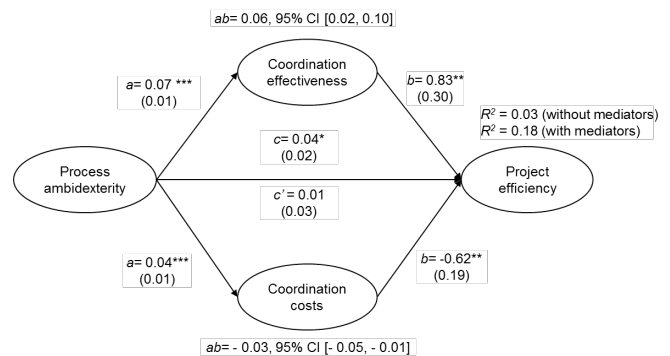 ab= 0.06, 95% CI [0.02, 0.10]
Coordination
effectiveness
a= 0.07 ***
(0.01)
b= 0.83**
(0.30)
R² = 0.03 (without mediators)
R² = 0.18 (with mediators)
c= 0.04*
(0.02)
Process
ambidexterity
Project
efficiency
c’ = 0.01
(0.03)
a= 0.04***
(0.01)
b= -0.62**
(0.19)
Coordination
costs
ab= - 0.03, 95% CI [- 0.05, - 0.01]